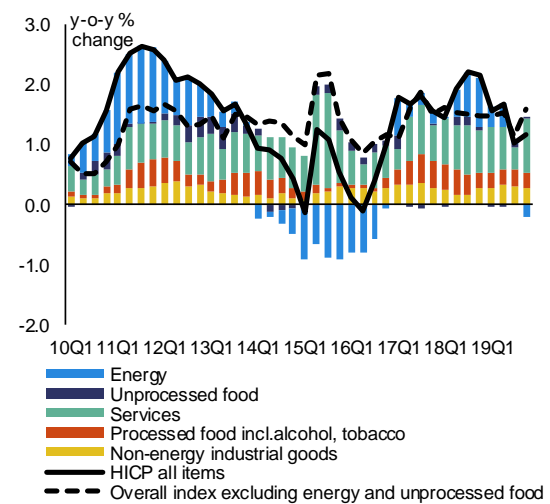 y-o-y %
change
3.0
2.0
1.0
0.0
-1.0
-2.0
10Q1 11Q1 12Q1 13Q1 14Q1 15Q1 16Q1 17Q1 18Q1 19Q1
Energy
Unprocessed food
Services
Processed food incl.alcohol, tobacco
Non-energy industrial goods
HICP all items
Overall index excluding energy and unprocessed food